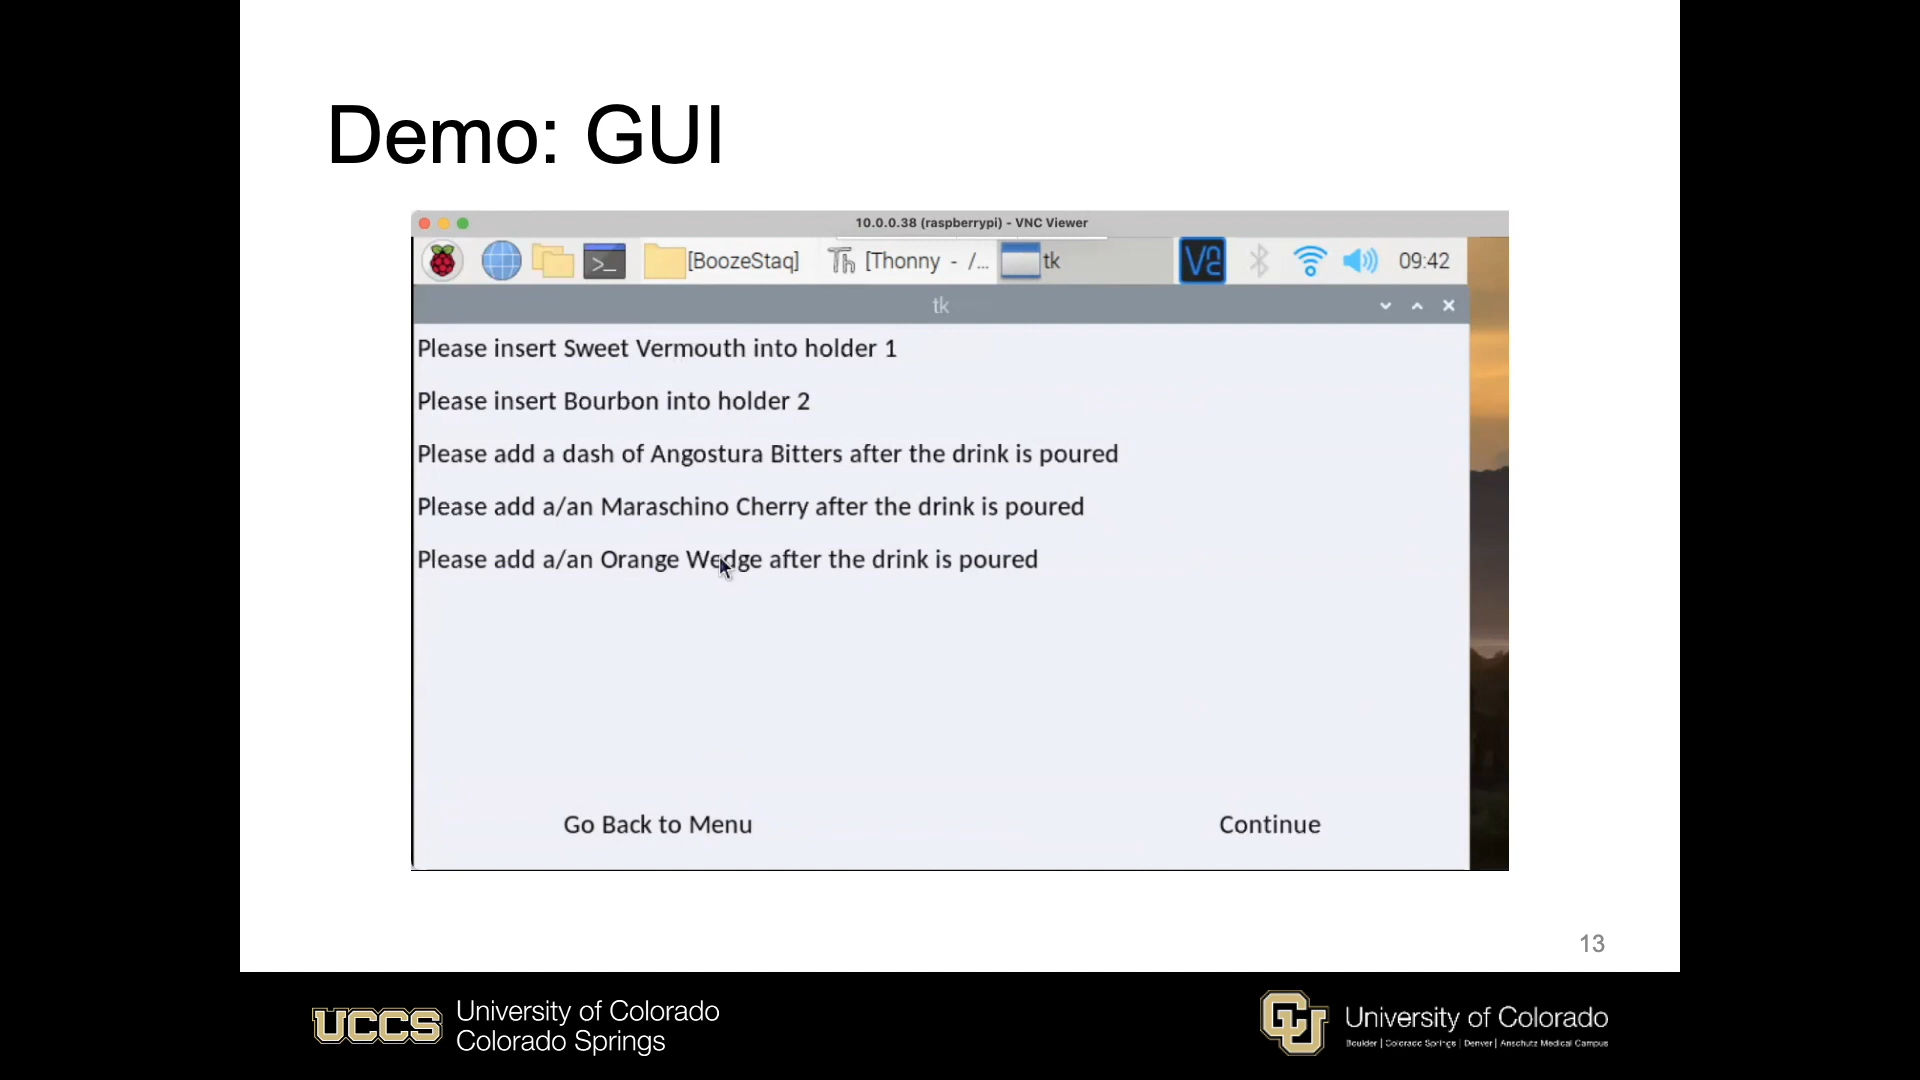 Demo: GUI
10.0.0.38 (raspberrypi) - VNC Viewer
[BoozeStaq] [Thonny - /... tk 09:42
tk
Please insert Sweet Vermouth into holder 1
Please insert Bourbon into holder 2
Please add a dash of Angostura Bitters after the drink is poured
Please add a/an Maraschino Cherry after the drink is poured
Please add a/an Orange Wedge after the drink is poured
Go Back to Menu Continue
13
UCCS University of Colorado
Colorado Springs
CU University of Colorado
Boulder | Colorado Springs | Denver | Anschutz Medical Campus